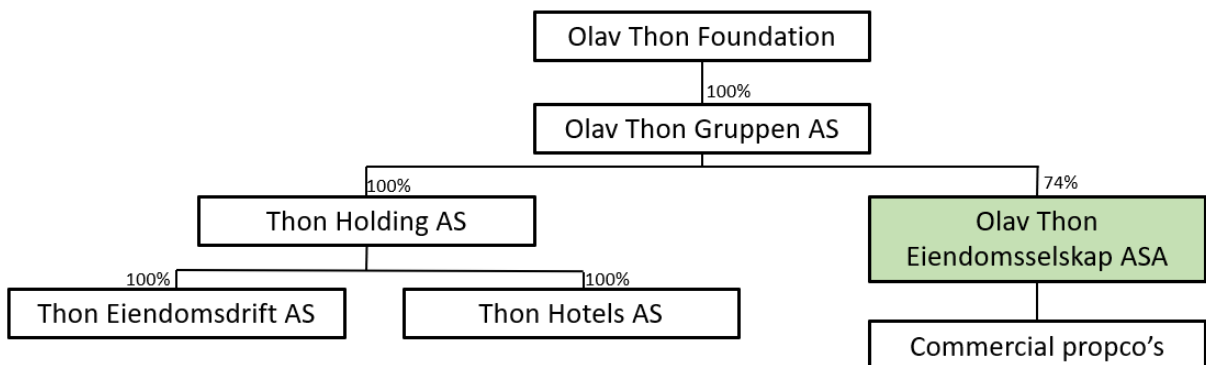 Olav Thon Foundation
100%
Olav Thon Gruppen AS
100%
74%
Thon Holding AS
Olav Thon
Eiendomsselskap ASA
100%
100%
Thon Eiendomsdrift AS
Thon Hotels AS
Commercial propco's